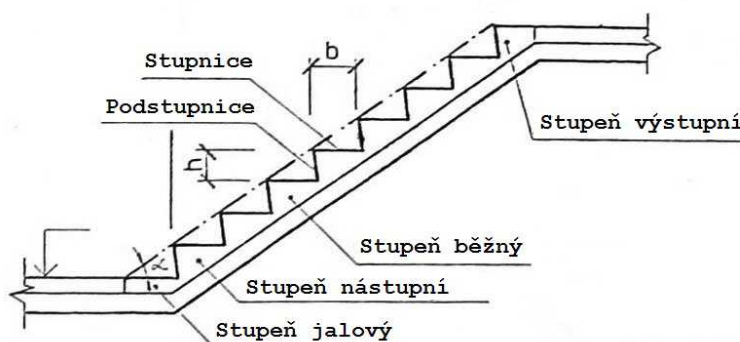 b
Stupnice
Podstupnice
Stupeň výstupní
h
Stupeň běžný
α
Stupeň nástupní
Stupeň jalový